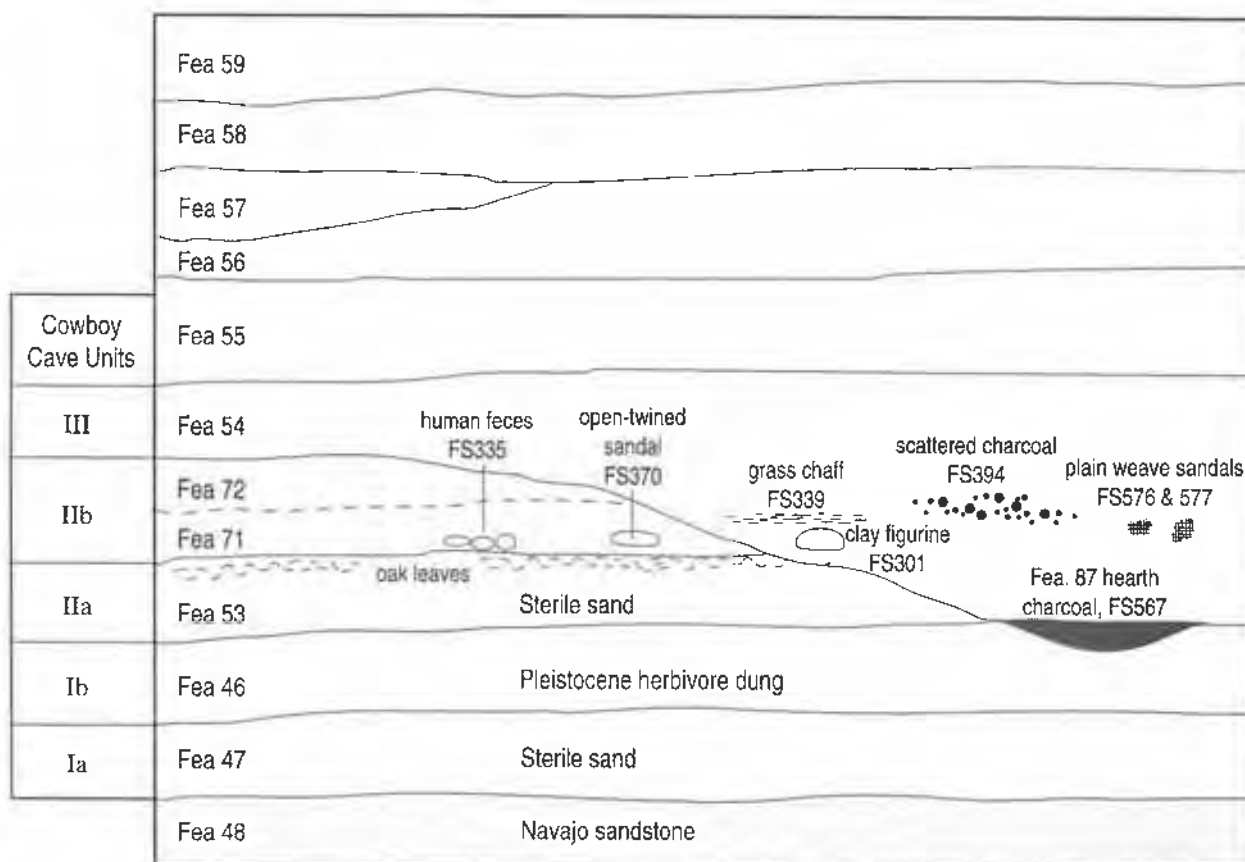 Fea 59
Fea 58
Fea 57
Fea 56
Cowboy
Cave Units
Fea 55
III
Fea 54
human feces
FS335
open-twined
sandal
FS370
grass chaff
FS339
scattered charcoal
FS394
plain weave sandals
FS576 & 577
IIb
Fea 72
Fea 71
clay figurine
FS301
oak leaves
IIa
Fea 53
Sterile sand
Fea. 87 hearth
charcoal, FS567
Ib
Fea 46
Pleistocene herbivore dung
Ia
Fea 47
Sterile sand
Fea 48
Navajo sandstone